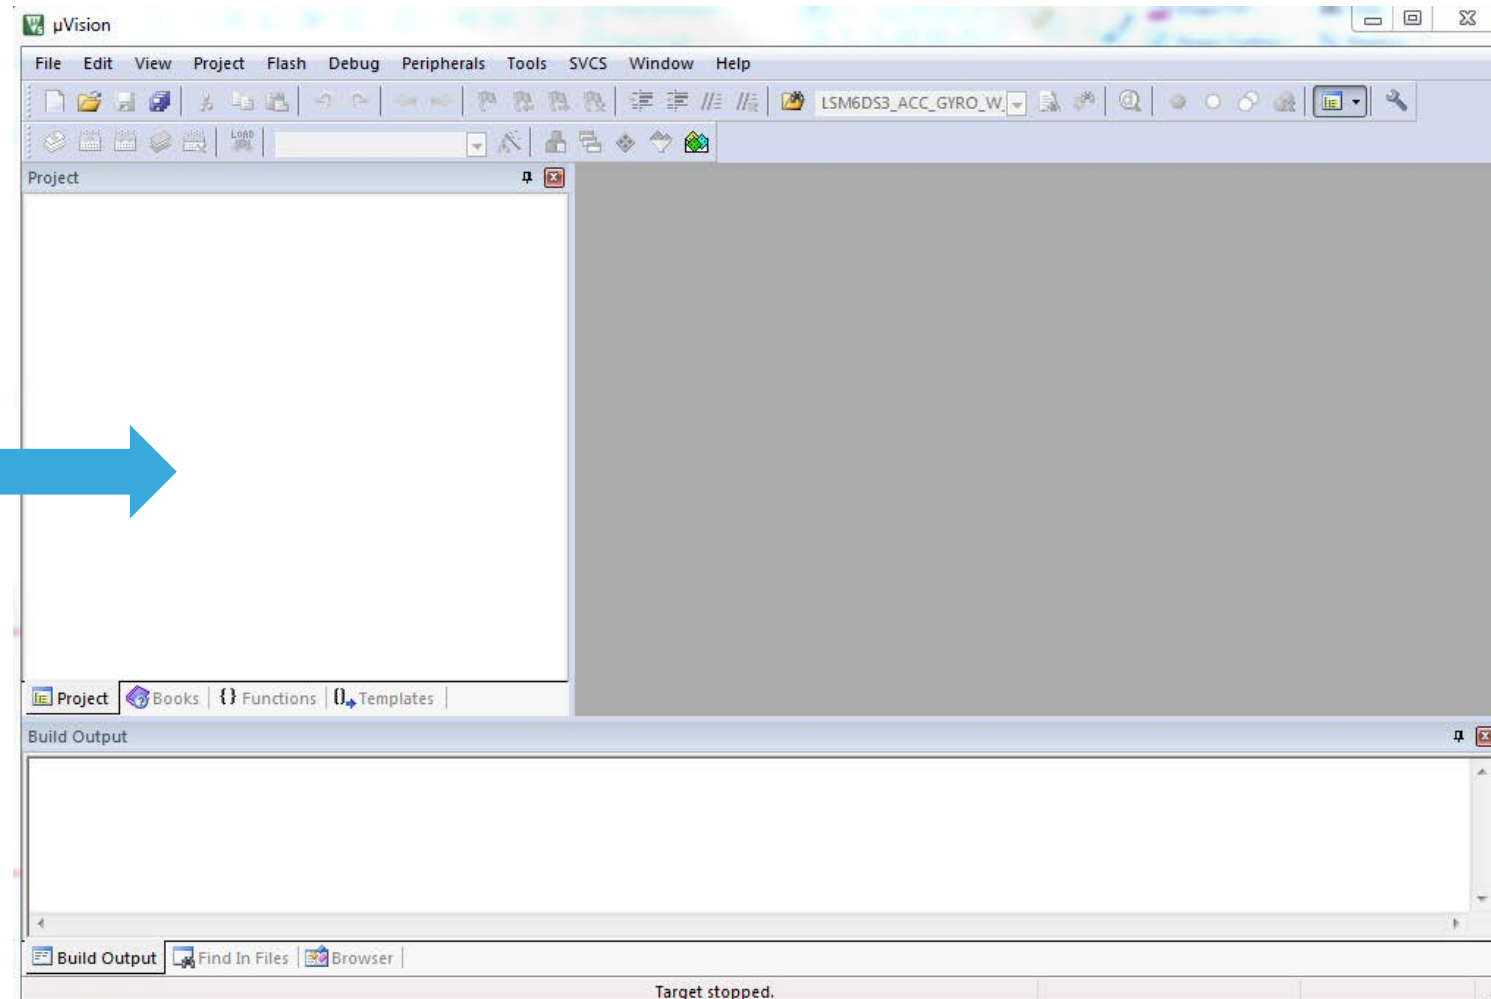 µVision
File Edit View Project Flash Debug Peripherals Tools SVCS Window Help
LSM6DS3_ACC_GYRO_W_
LOAD
Project
Project Books {} Functions Templates
Build Output
Build Output Find In Files Browser
Target stopped.